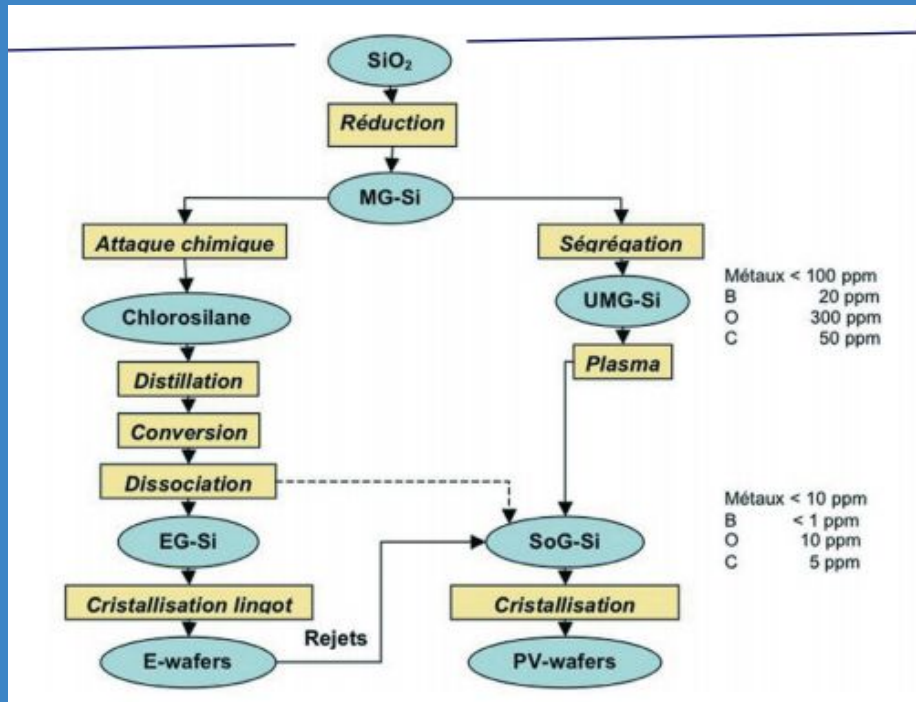 SiO₂
Réduction
MG-Si
Attaque chimique
Ségrégation
Chlorosilane
UMG-Si
Métaux < 100 ppm
B 20 ppm
O 300 ppm
C 50 ppm
Plasma
Distillation
Conversion
Dissociation
EG-Si
SoG-Si
Métaux < 10 ppm
B < 1 ppm
O 10 ppm
C 5 ppm
Cristallisation lingot
Cristallisation
Rejets
E-wafers
PV-wafers